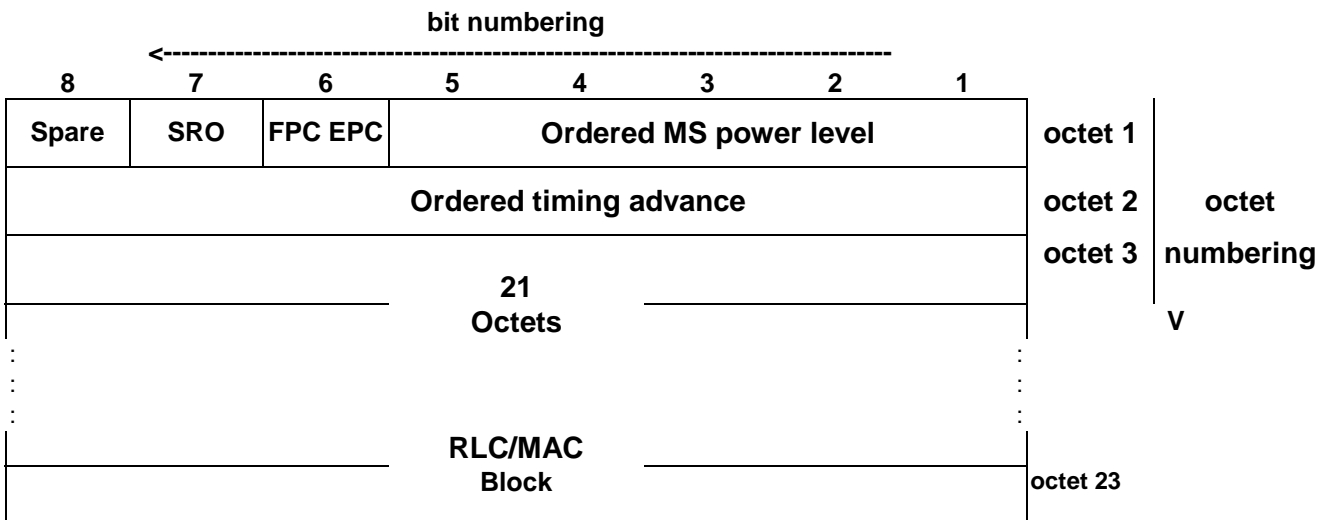 bit numbering
<--------------------------------------------------------------------------------
8 7 6 5 4 3 2 1
Spare SRO FPC EPC Ordered MS power level octet 1
Ordered timing advance octet 2 octet
octet 3 numbering
21
Octets V
: :
: :
: :
RLC/MAC
Block octet 23